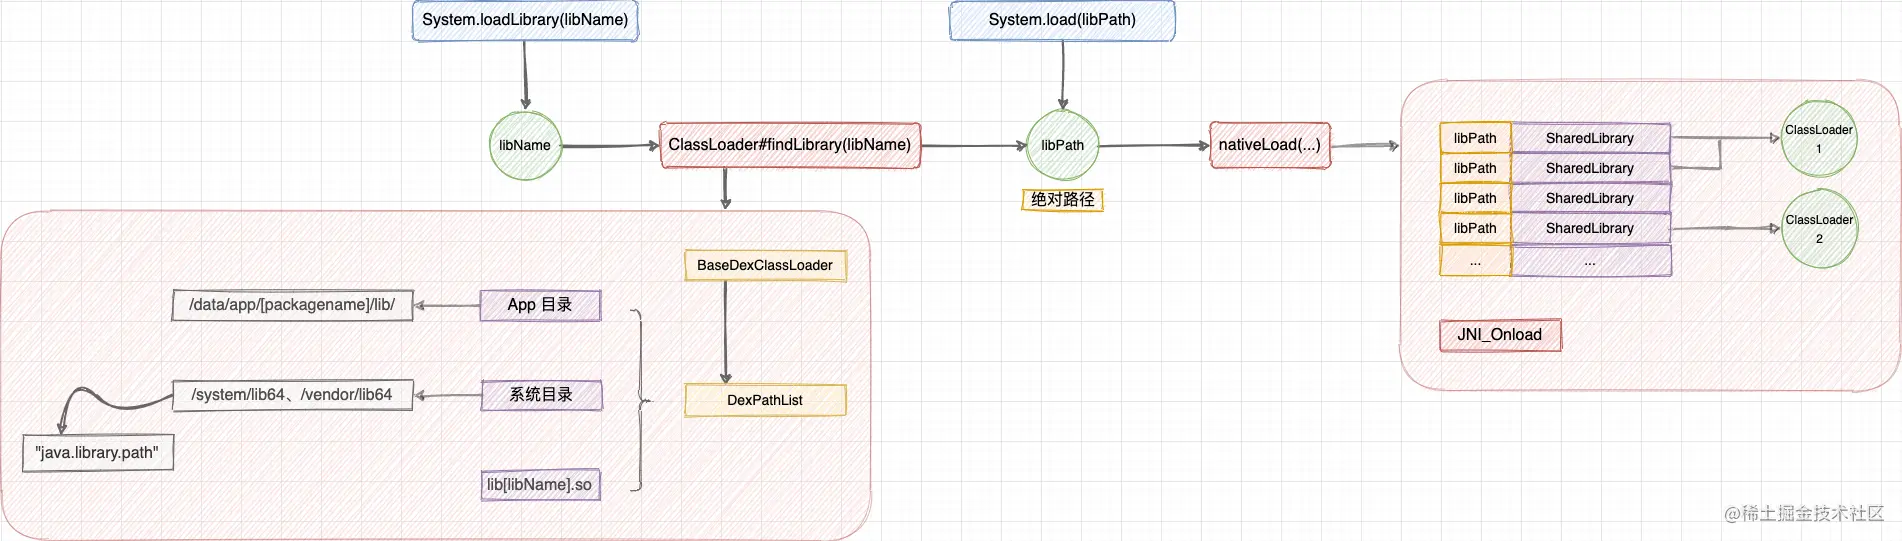 System.loadLibrary(libName)
System.load(libPath)
libName
ClassLoader#findLibrary(libName)
libPath
nativeLoad(...)
绝对路径
libPath SharedLibrary
libPath SharedLibrary
libPath SharedLibrary
libPath SharedLibrary
... ...
ClassLoader
1
ClassLoader
2
JNI_Onload
BaseDexClassLoader
/data/app/[packagename]/lib/
App 目录
/system/lib64、/vendor/lib64
系统目录
DexPathList
"java.library.path"
lib[libName].so
@稀土掘金技术社区